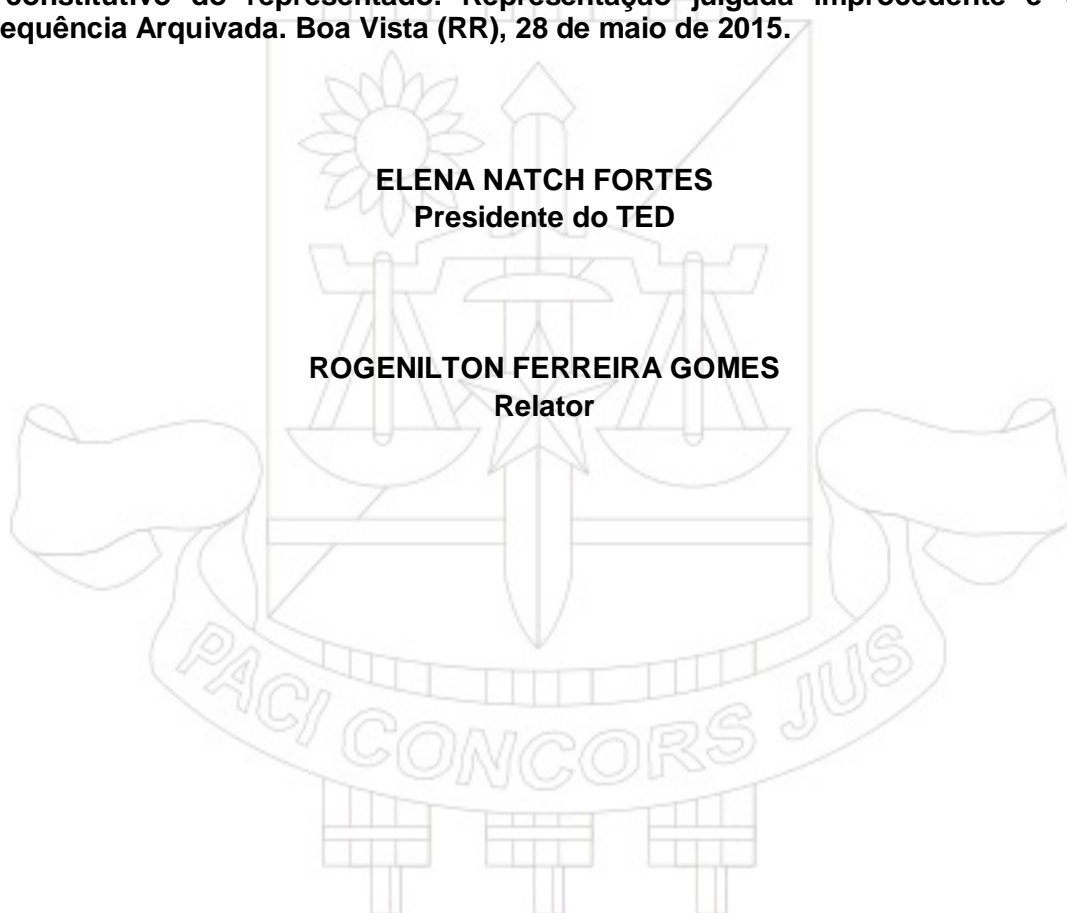 constitutivo do representado. Representação julgada improcedente e
equência Arquivada. Boa Vista (RR), 28 de maio de 2015.
ELENA NATCH FORTES
Presidente do TED
ROGENILTON FERREIRA GOMES
Relator
PACI CONCORS JUS